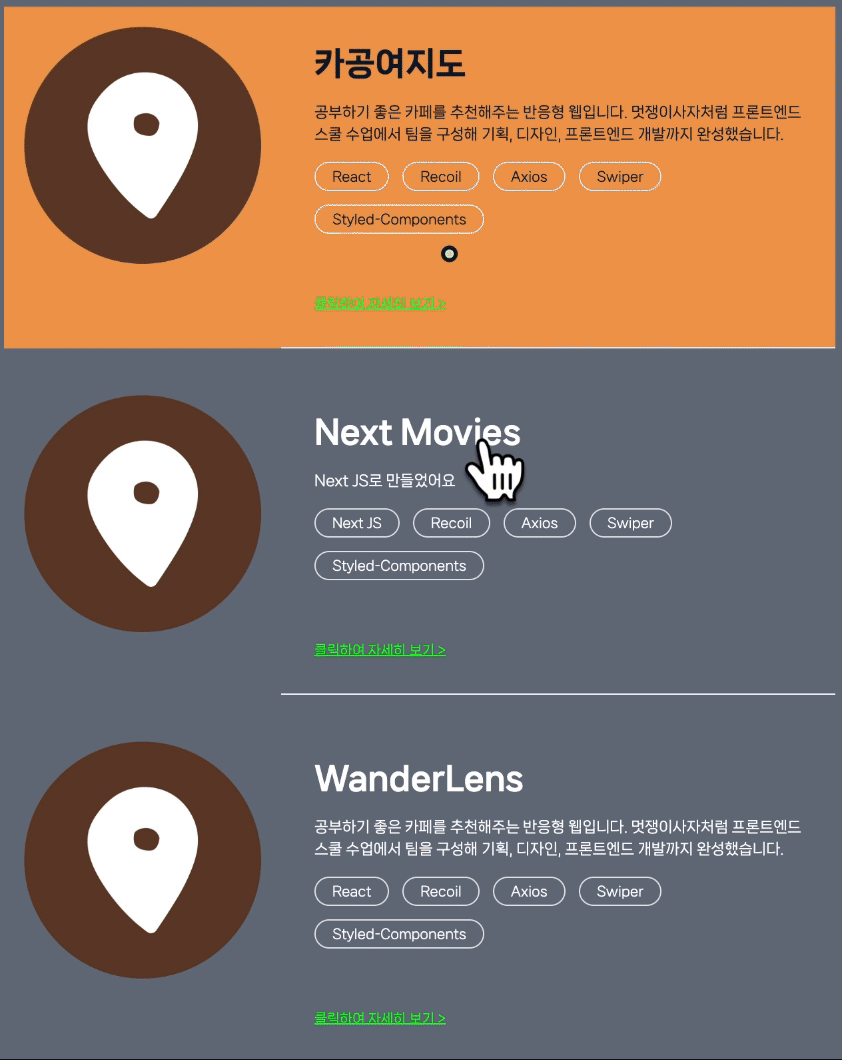 카공여지도
공부하기 좋은 카페를 추천해주는 반응형 웹입니다. 멋쟁이사자처럼 프론트엔드
스쿨 수업에서 팀을 구성해 기획, 디자인, 프론트엔드 개발까지 완성했습니다.
React Recoil Axios Swiper
Styled-Components
클릭하여 자세히 보기 >
Next Movies
Next JS로 만들었어요
Next JS Recoil Axios Swiper
Styled-Components
클릭하여 자세히 보기 >
WanderLens
공부하기 좋은 카페를 추천해주는 반응형 웹입니다. 멋쟁이사자처럼 프론트엔드
스쿨 수업에서 팀을 구성해 기획, 디자인, 프론트엔드 개발까지 완성했습니다.
React Recoil Axios Swiper
Styled-Components
클릭하여 자세히 보기 >